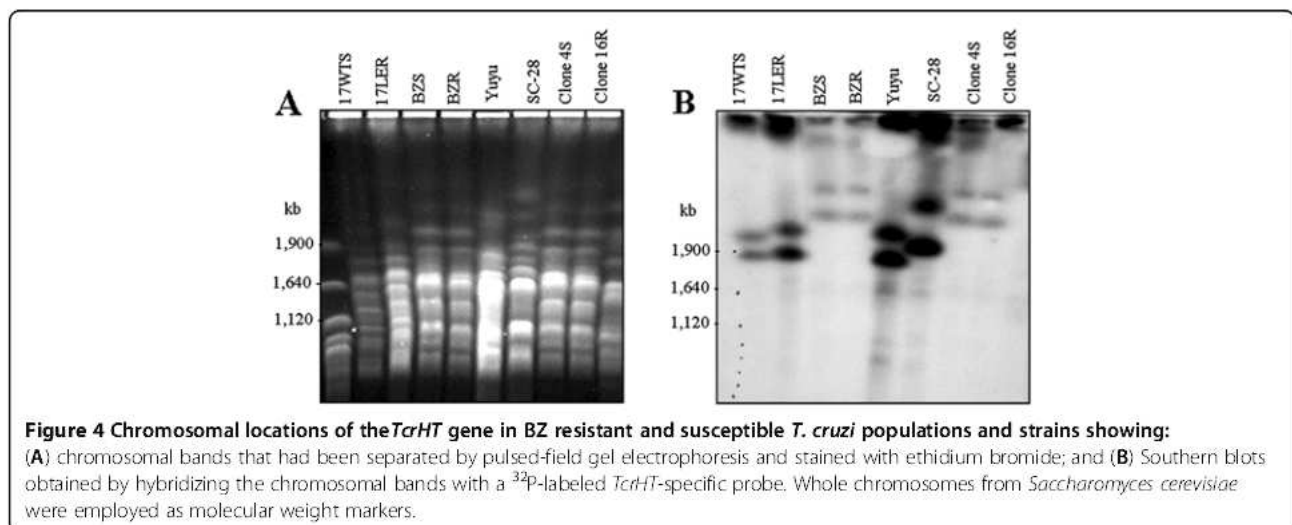 A
17WTS
17LER
BZS
BZR
Yuyu
SC-28
Clone 4S
Clone 16R
kb
1,900
1,640
1,120
B
17WTS
17LER
BZS
BZR
Yuyu
SC-28
Clone 4S
Clone 16R
kb
1,900
1,640
1,120
Figure 4 Chromosomal locations of theTcrHT gene in BZ resistant and susceptible T. cruzi populations and strains showing:
(A) chromosomal bands that had been separated by pulsed-field gel electrophoresis and stained with ethidium bromide; and (B) Southern blots
obtained by hybridizing the chromosomal bands with a ³²P-labeled TcrHT-specific probe. Whole chromosomes from Saccharomyces cerevisiae
were employed as molecular weight markers.